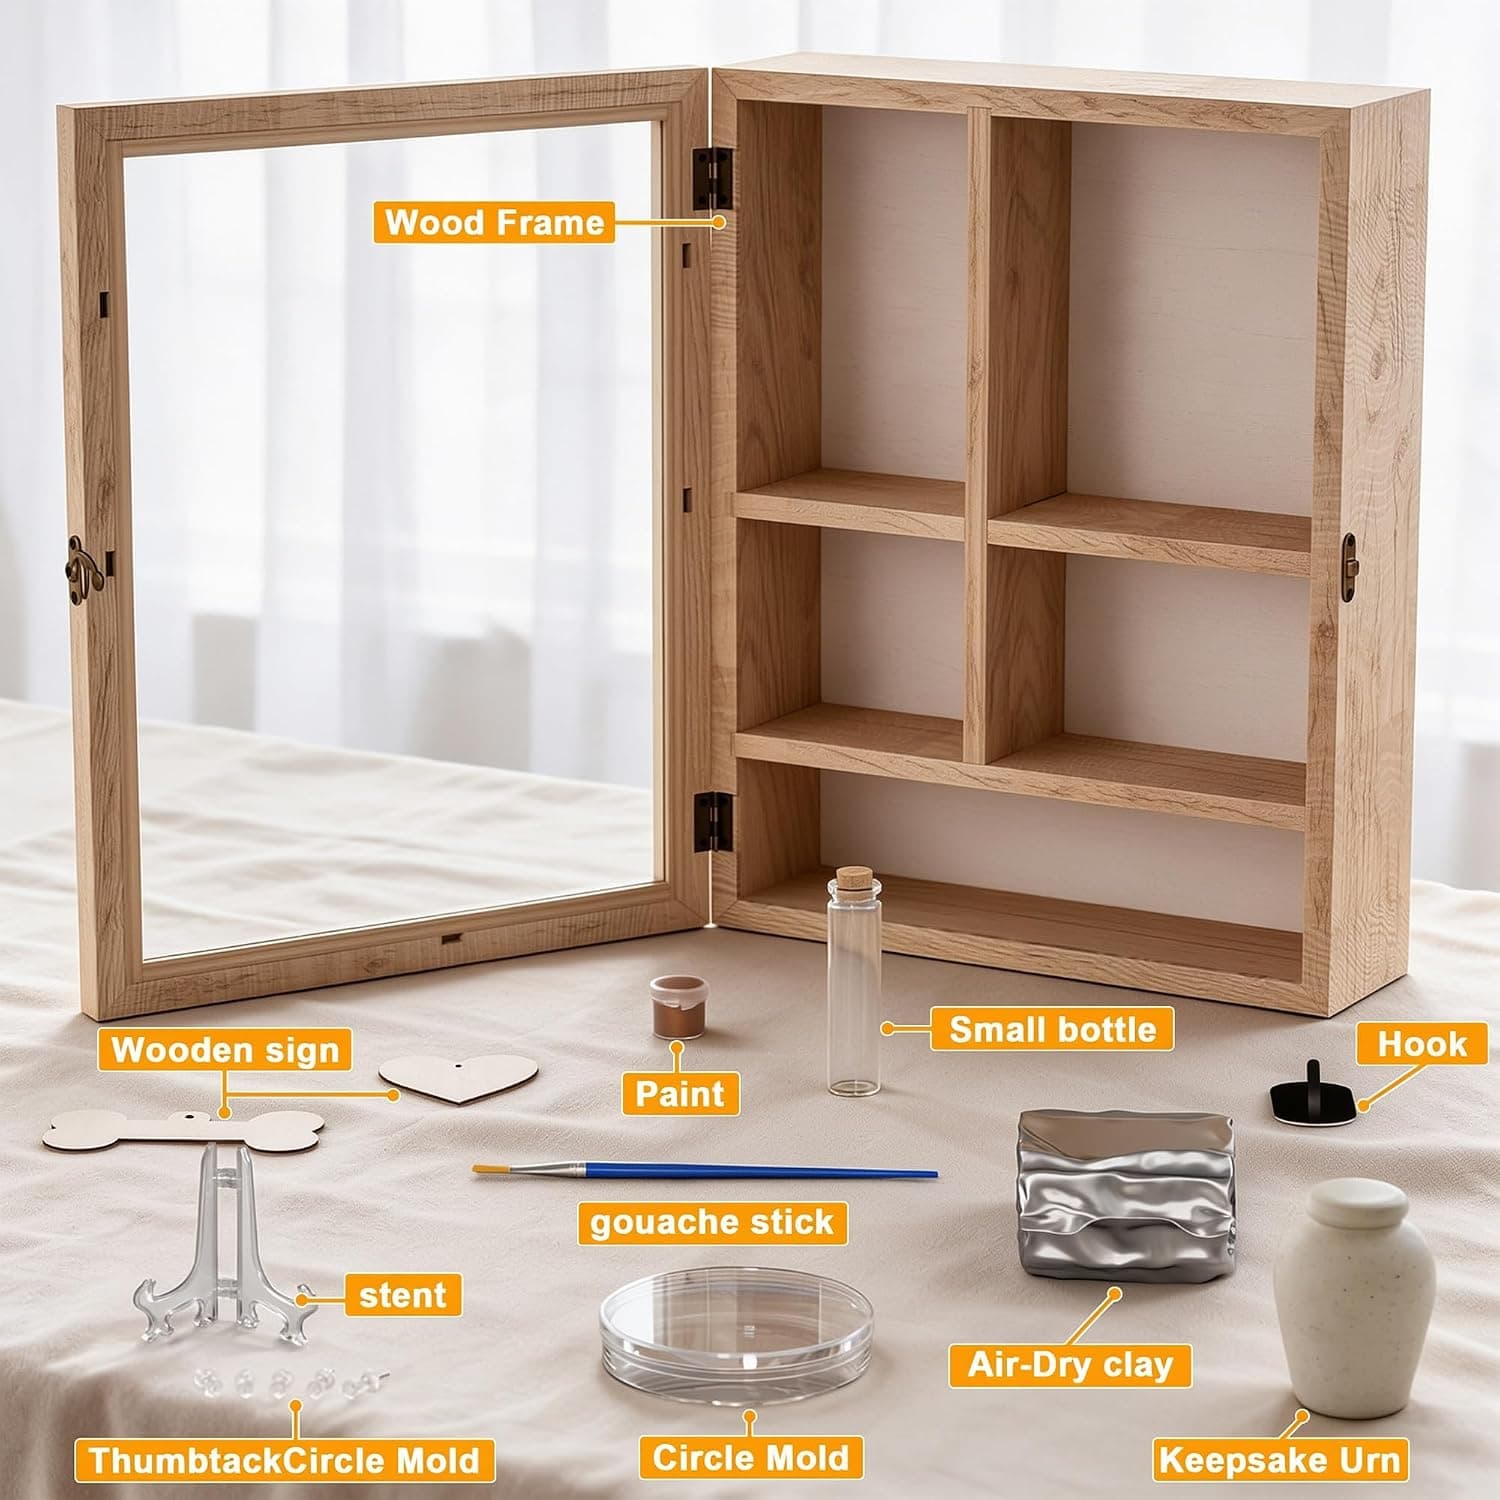 Wood Frame
Small bottle
Hook
Wooden sign
Paint
gouache stick
stent
Air-Dry clay
ThumbtackCircle Mold
Circle Mold
Keepsake Urn